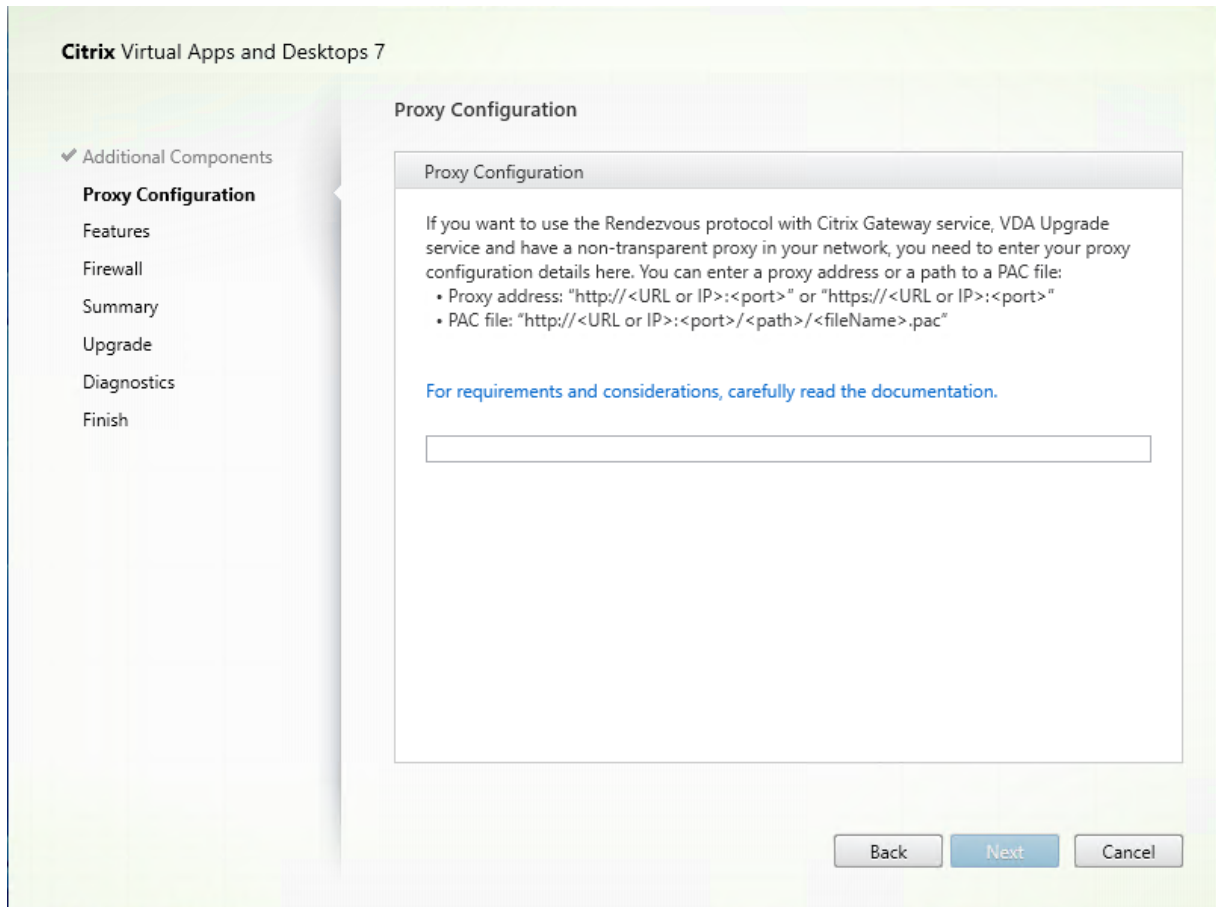 Citrix Virtual Apps and Desktops 7
Additional Components
Proxy Configuration
Features
Firewall
Summary
Upgrade
Diagnostics
Finish
Proxy Configuration
Proxy Configuration
If you want to use the Rendezvous protocol with Citrix Gateway service, VDA Upgrade
service and have a non-transparent proxy in your network, you need to enter your proxy
configuration details here. You can enter a proxy address or a path to a PAC file:
• Proxy address: "http://<URL or IP>:<port>" or "https://<URL or IP>:<port>"
• PAC file: "http://<URL or IP>:<port>/<path>/<fileName>.pac"
For requirements and considerations, carefully read the documentation.
Back
Next
Cancel